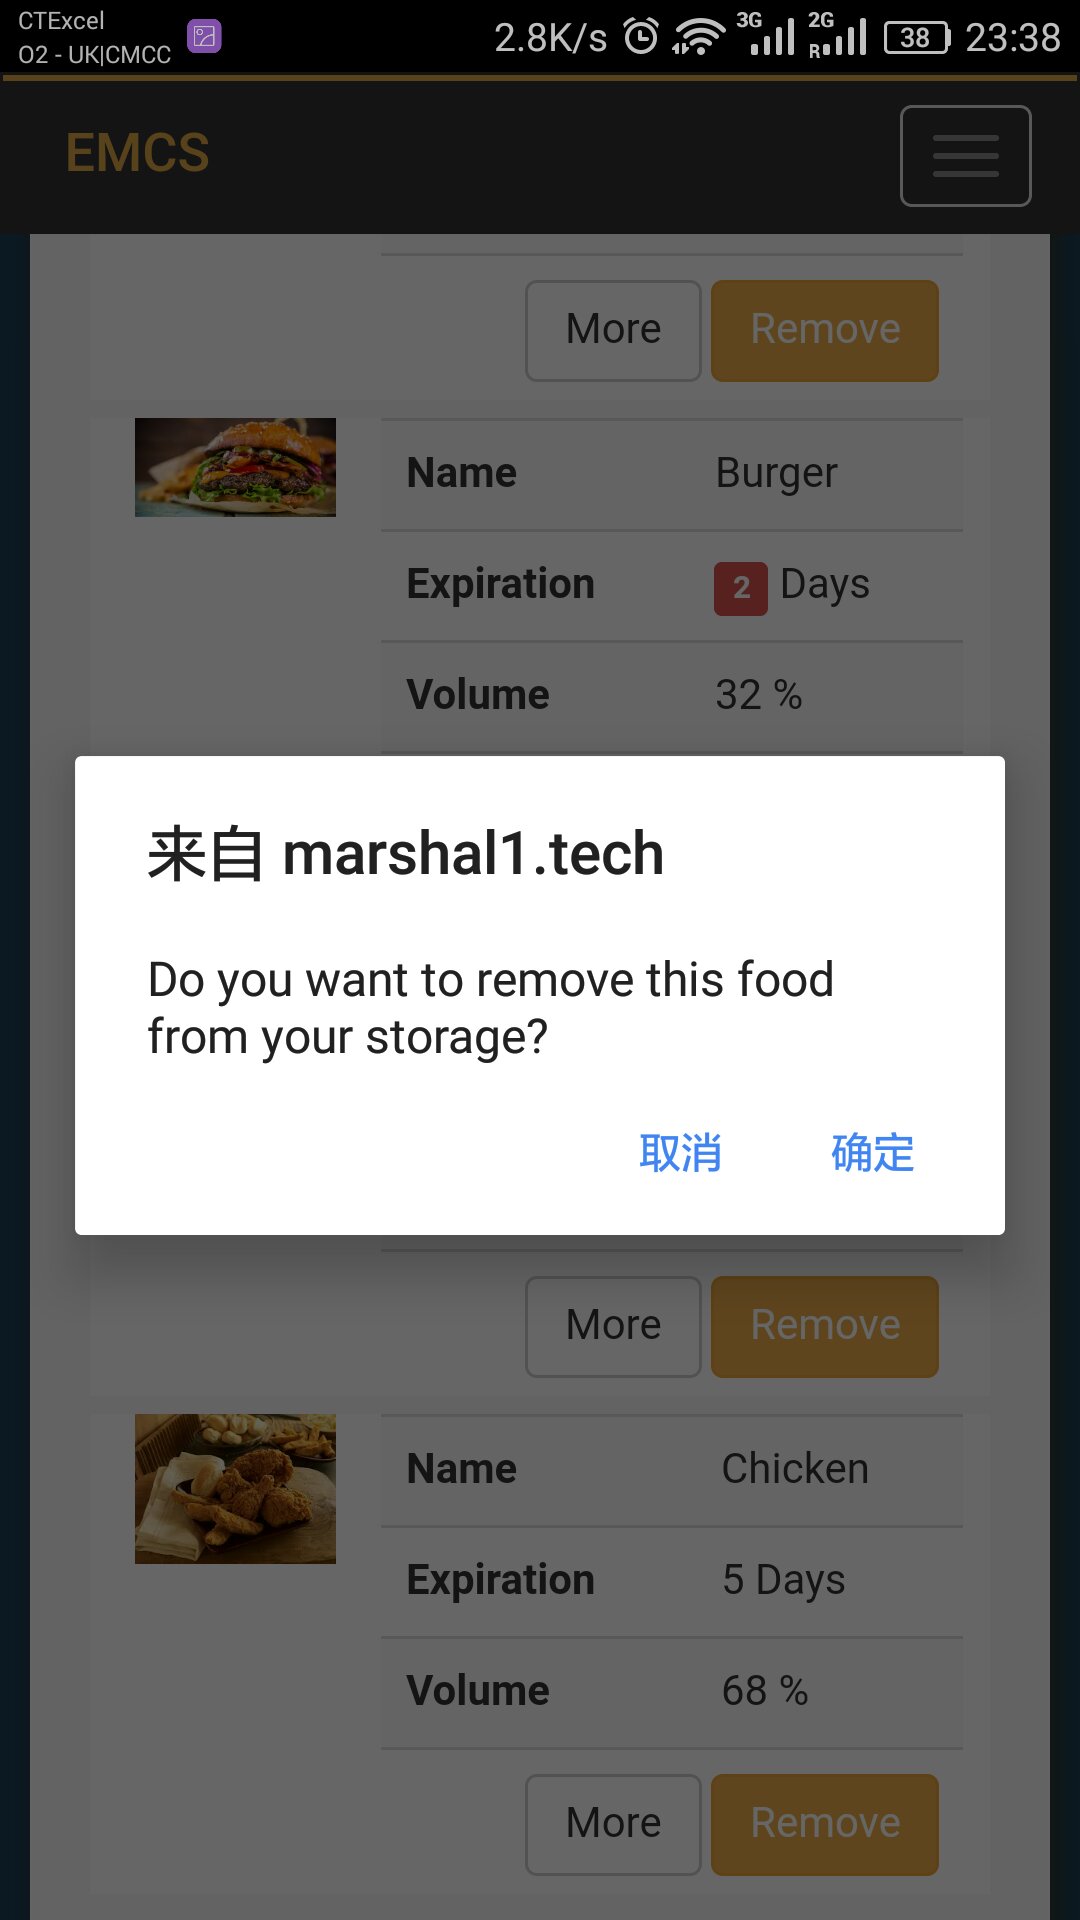 CTExcel
O2 - UK|CMCC
2.8K/s 3G 2G R 38 23:38
EMCS
More Remove
Name Burger
Expiration 2 Days
Volume 32 %
来自 marshal1.tech
Do you want to remove this food
from your storage?
取消 确定
More Remove
Name Chicken
Expiration 5 Days
Volume 68 %
More Remove